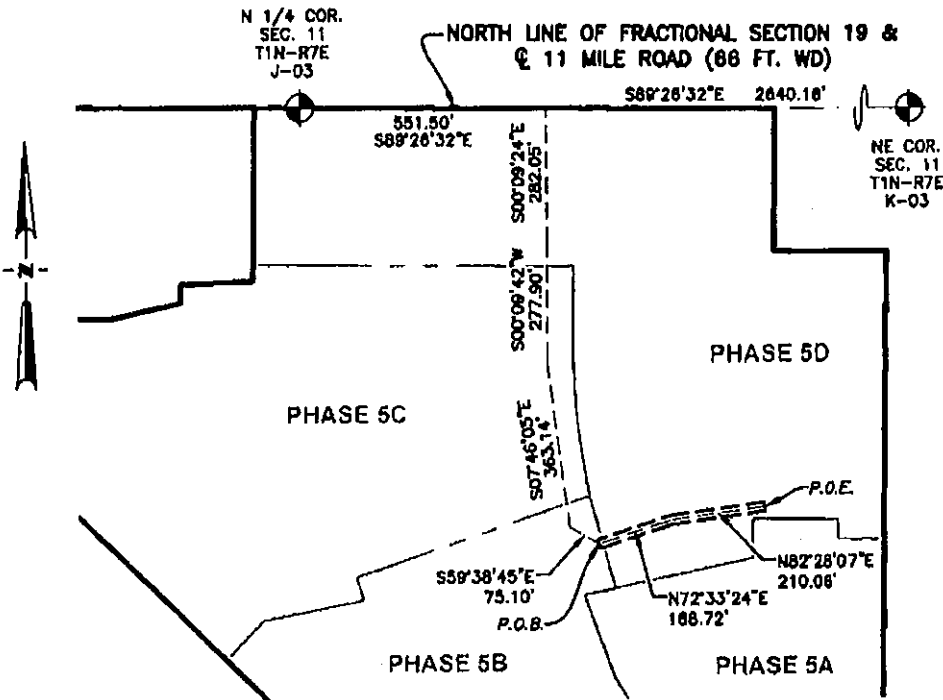 N 1/4 COR.
SEC. 11
T1N-R7E
J-03
NORTH LINE OF FRACTIONAL SECTION 19 &
℄ 11 MILE ROAD (66 FT. WD)
S89°26'32"E 2640.16'
551.50'
S89°26'32"E
NE COR.
SEC. 11
T1N-R7E
K-03
S00°09'24"E
282.05'
N
S00°09'42"W
277.90'
PHASE 5D
PHASE 5C
S07°46'05"E
363.14'
P.O.E.
S59°38'45"E
75.10'
N82°28'07"E
210.06'
N72°33'24"E
168.72'
P.O.B.
PHASE 5B
PHASE 5A